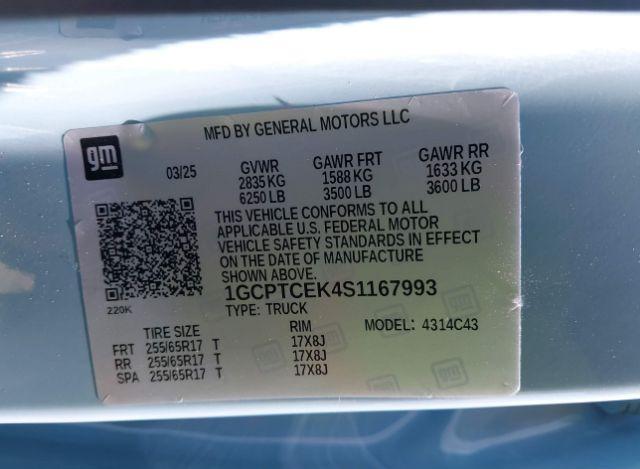 MFD BY GENERAL MOTORS LLC
gm
03/25 GVWR GAWR FRT GAWR RR
2835 KG 1588 KG 1633 KG
6250 LB 3500 LB 3600 LB
THIS VEHICLE CONFORMS TO ALL
APPLICABLE U.S. FEDERAL MOTOR
VEHICLE SAFETY STANDARDS IN EFFECT
ON THE DATE OF MANUFACTURE
SHOWN ABOVE.
220K
1GCPTCEK4S1167993
TYPE: TRUCK
TIRE SIZE RIM MODEL: 4314C43
FRT 255/65R17 T 17X8J
RR 255/65R17 T 17X8J
SPA 255/65R17 T 17X8J